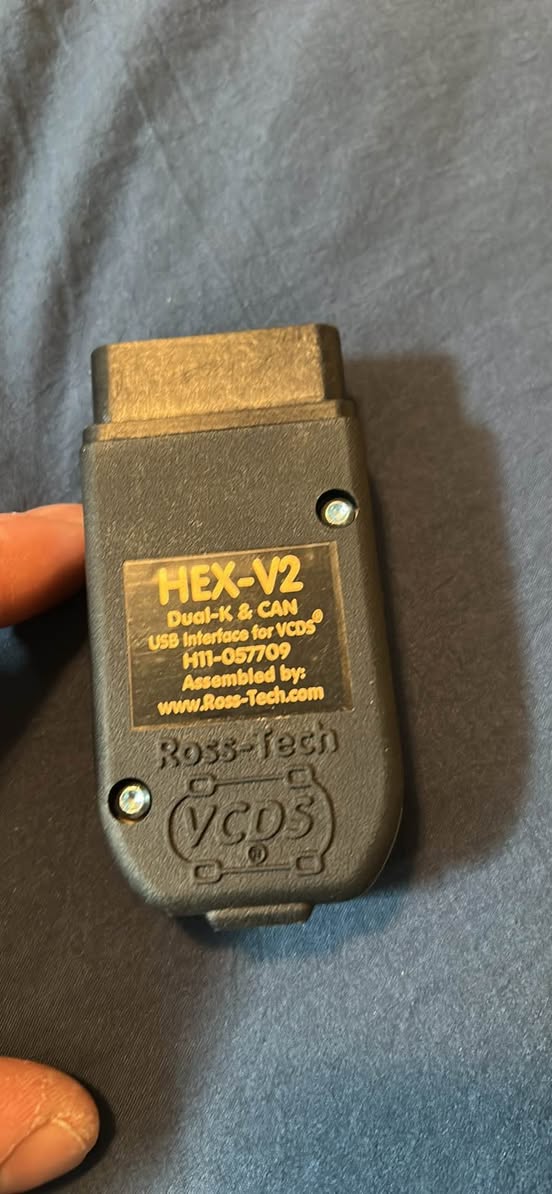 HEX-V2
Dual-K & CAN
USB Interface for VCDS®
H11-057709
Assembled by:
www.Ross-Tech.com
Ross-Tech
VCDS
®